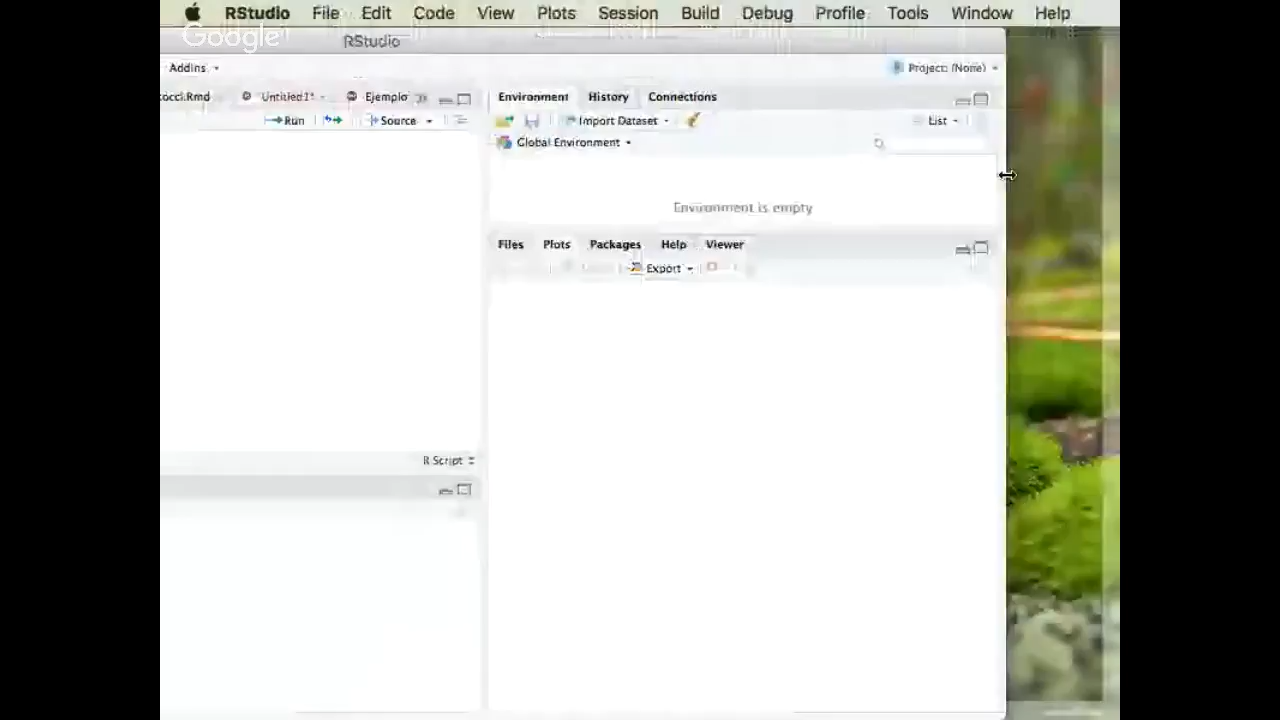 RStudio File Edit Code View Plots Session Build Debug Profile Tools Window Help
Google
RStudio
Addins
Project: (None)
occi.Rmd Untitled1* Ejemplo
Environment History Connections
Run Source
Import Dataset List
Global Environment
Environment is empty
Files Plots Packages Help Viewer
Export
R Script